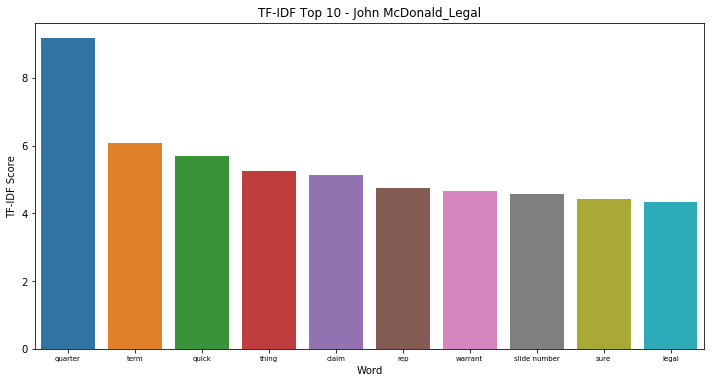 TF-IDF Top 10 - John McDonald_Legal
TF-IDF Score
8
6
4
2
0
quarter term quick thing claim rep warrant slide number sure legal
Word